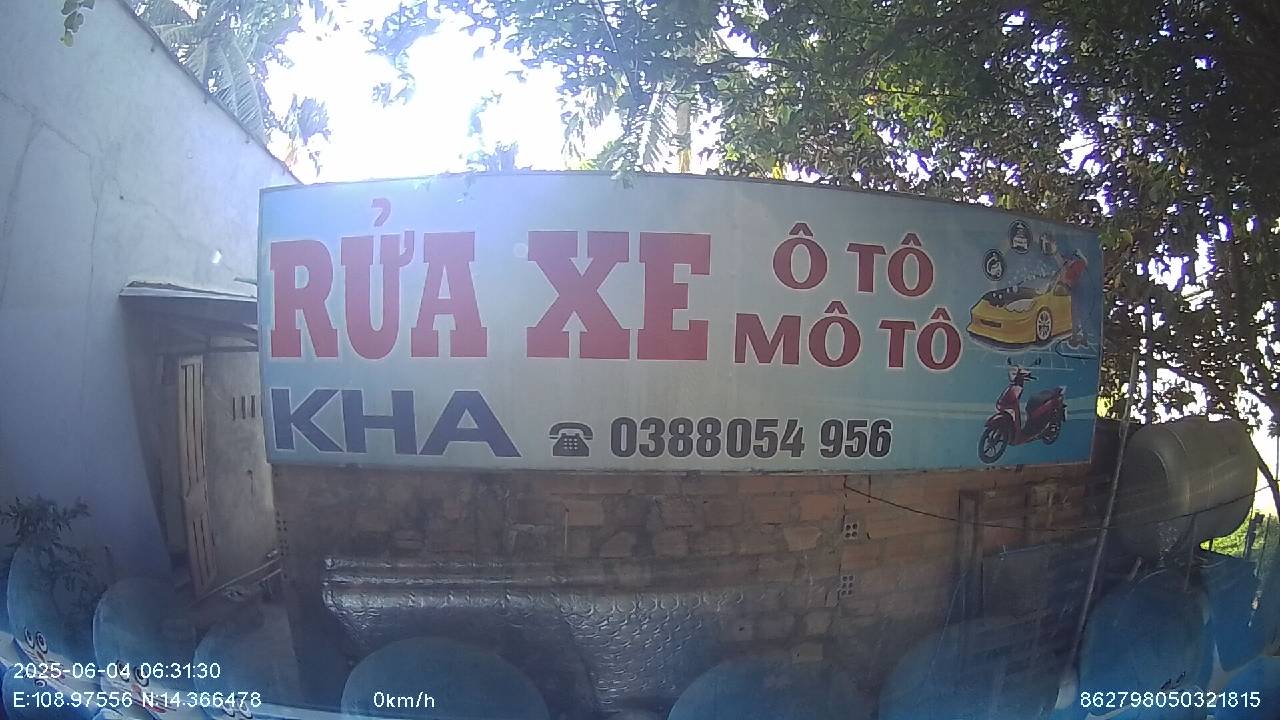 RỬA XE
Ô TÔ
MÔ TÔ
KHA
☎ 0388054 956
2025-06-04 06:31:30
E:108.97556 N:14.366478
0km/h
862798050321815